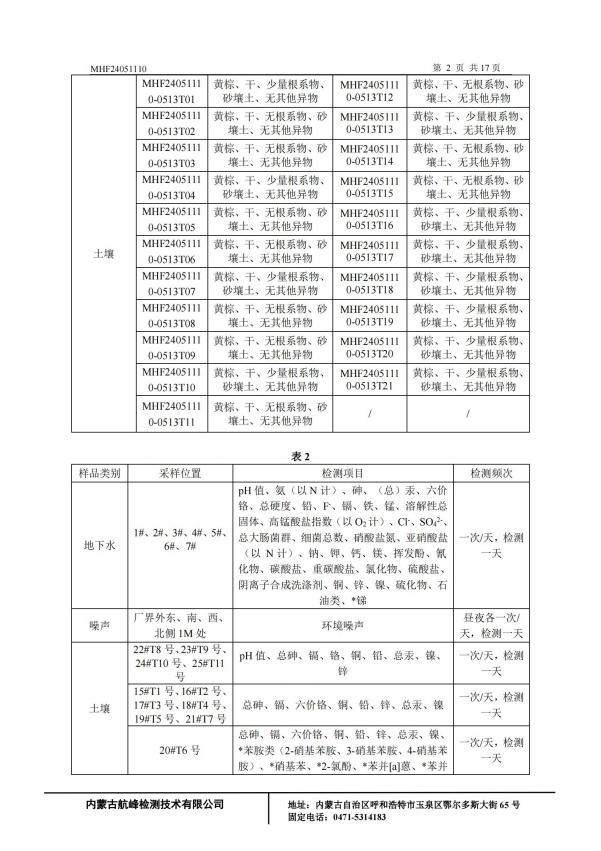 MHF24051110
第 2 页 共17页
MHF2405111
0-0513T01
黄棕、干、少量根系物、
砂壤土、无其他异物
MHF2405111
0-0513T12
黄棕、干、无根系物、砂
壤土、无其他异物
MHF2405111
0-0513T02
黄棕、干、无根系物、砂
壤土、无其他异物
MHF2405111
0-0513T13
黄棕、干、无根系物、砂
壤土、无其他异物
MHF2405111
0-0513T03
黄棕、干、无根系物、砂
壤土、无其他异物
MHF2405111
0-0513T14
黄棕、干、无根系物、砂
壤土、无其他异物
MHF2405111
0-0513T04
黄棕、干、少量根系物、
砂壤土、无其他异物
MHF2405111
0-0513T15
黄棕、干、无根系物、砂
壤土、无其他异物
MHF2405111
0-0513T05
黄棕、干、无根系物、砂
壤土、无其他异物
MHF2405111
0-0513T16
黄棕、干、少量根系物、
砂壤土、无其他异物
土壤
MHF2405111
0-0513T06
黄棕、干、无根系物、砂
壤土、无其他异物
MHF2405111
0-0513T17
黄棕、干、少量根系物、
砂壤土、无其他异物
MHF2405111
0-0513T07
黄棕、干、少量根系物、
砂壤土、无其他异物
MHF2405111
0-0513T18
黄棕、干、少量根系物、
砂壤土、无其他异物
MHF2405111
0-0513T08
黄棕、干、无根系物、砂
壤土、无其他异物
MHF2405111
0-0513T19
黄棕、干、少量根系物、
砂壤土、无其他异物
MHF2405111
0-0513T09
黄棕、干、无根系物、砂
壤土、无其他异物
MHF2405111
0-0513T20
黄棕、干、少量根系物、
砂壤土、无其他异物
MHF2405111
0-0513T10
黄棕、干、少量根系物、
砂壤土、无其他异物
MHF2405111
0-0513T21
黄棕、干、少量根系物、
砂壤土、无其他异物
MHF2405111
0-0513T11
黄棕、干、无根系物、砂
壤土、无其他异物
/
/
表 2
样品类别
采样位置
检测项目
检测频次
地下水
1#、2#、3#、4#、5#、
6#、7#
pH 值、氨（以 N 计）、砷、（总）汞、六价
铬、总硬度、铅、F⁻、镉、铁、锰、溶解性总
固体、高锰酸盐指数（以 O₂计）、Cl⁻、SO₄²⁻、
总大肠菌群、细菌总数、硝酸盐氮、亚硝酸盐
（以 N 计）、钠、钾、钙、镁、挥发酚、氰
化物、碳酸盐、重碳酸盐、氯化物、硫酸盐、
阴离子合成洗涤剂、铜、锌、镍、硫化物、石
油类、*锑
一次/天，检测
一天
噪声
厂界外东、南、西、
北侧 1M 处
环境噪声
昼夜各一次/
天，检测一天
土壤
22#T8 号、23#T9 号、
24#T10 号、25#T11
号
pH 值、总砷、镉、铬、铜、铅、总汞、镍、
锌
一次/天，检测
一天
15#T1 号、16#T2 号、
17#T3 号、18#T4 号、
19#T5 号、21#T7 号
总砷、镉、六价铬、铜、铅、锌、总汞、镍
一次/天，检测
一天
20#T6 号
总砷、镉、六价铬、铜、铅、锌、总汞、镍、
*苯胺类（2-硝基苯胺、3-硝基苯胺、4-硝基苯
胺）、*硝基苯、*2-氯酚、*苯并[a]蒽、*苯并
一次/天，检测
一天
内蒙古航峰检测技术有限公司
地址：内蒙古自治区呼和浩特市玉泉区鄂尔多斯大街 65 号
固定电话：0471-5314183